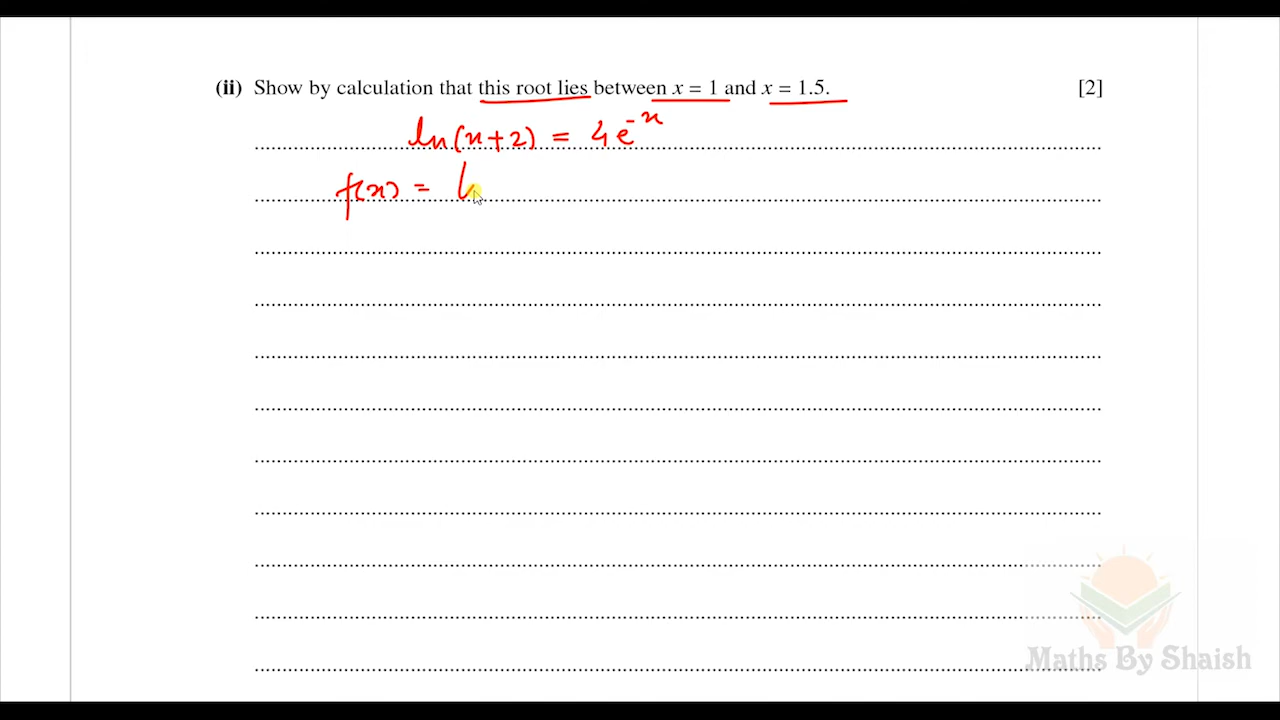 (ii) Show by calculation that this root lies between x = 1 and x = 1.5. [2]
ln(x+2) = 4e^{-x}
f(x) = l
Maths By Shaish